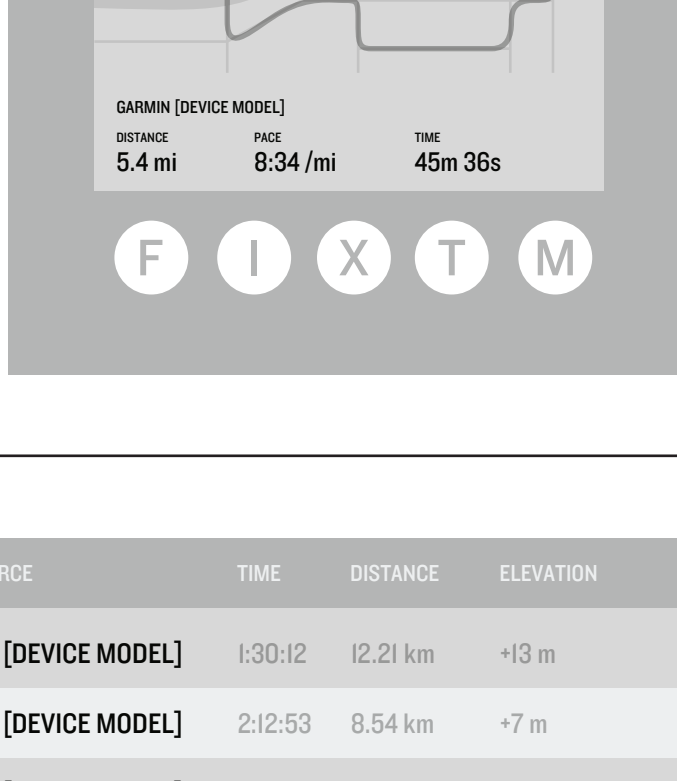 GARMIN [DEVICE MODEL]
DISTANCE PACE TIME
5.4 mi 8:34 /mi 45m 36s
F I X T M
RCE TIME DISTANCE ELEVATION
[DEVICE MODEL] 1:30:12 12.21 km +13 m
[DEVICE MODEL] 2:12:53 8.54 km +7 m